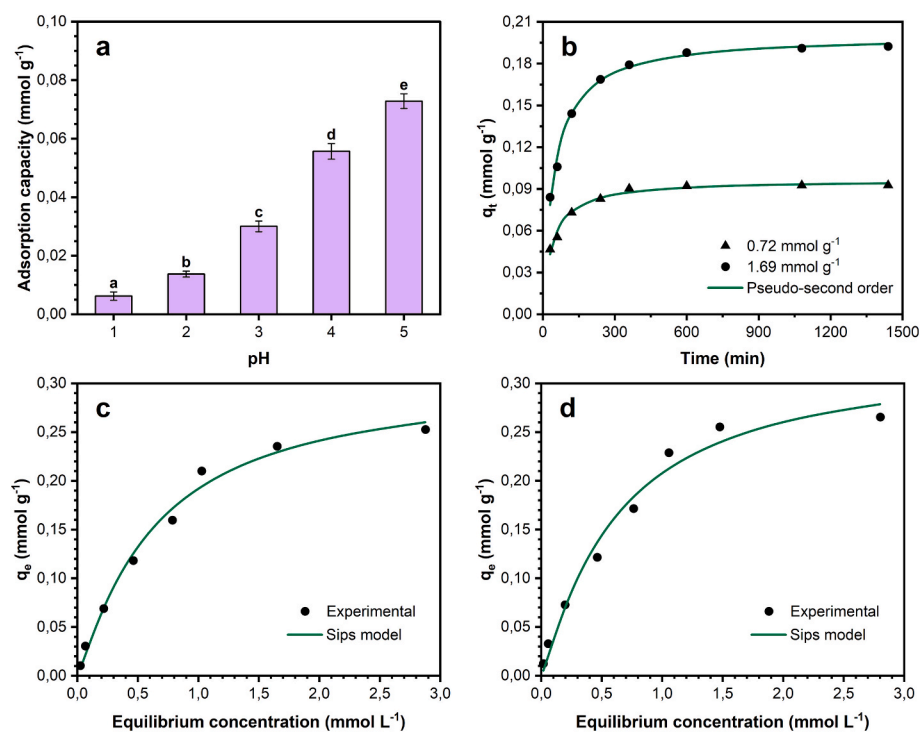 a
Adsorption capacity (mmol g⁻¹)
0,10
0,08
0,06
0,04
0,02
0,00
a
b
c
d
e
1 2 3 4 5
pH
b
qₜ (mmol g⁻¹)
0,21
0,18
0,15
0,12
0,09
0,06
0,03
0,00
0.72 mmol g⁻¹
1.69 mmol g⁻¹
Pseudo-second order
0 300 600 900 1200 1500
Time (min)
c
qₑ (mmol g⁻¹)
0,30
0,25
0,20
0,15
0,10
0,05
0,00
Experimental
Sips model
0,0 0,5 1,0 1,5 2,0 2,5 3,0
Equilibrium concentration (mmol L⁻¹)
d
qₑ (mmol g⁻¹)
0,30
0,25
0,20
0,15
0,10
0,05
0,00
Experimental
Sips model
0,0 0,5 1,0 1,5 2,0 2,5 3,0
Equilibrium concentration (mmol L⁻¹)